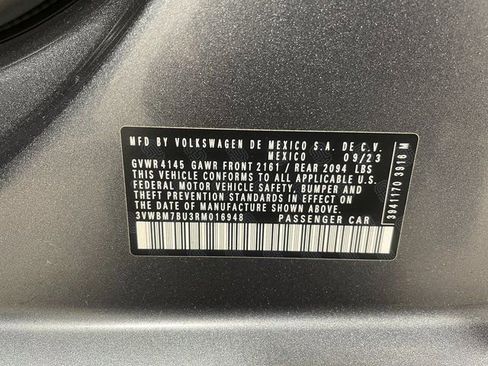 MFD BY VOLKSWAGEN DE MEXICO S.A. DE C.V.
MEXICO 09/23
GVWR 4145 GAWR FRONT 2161 / REAR 2094 LBS
THIS VEHICLE CONFORMS TO ALL APPLICABLE U.S.
FEDERAL MOTOR VEHICLE SAFETY, BUMPER AND
THEFT PREVENTION STANDARDS IN EFFECT ON
THE DATE OF MANUFACTURE SHOWN ABOVE
3VWBM7BU3RM016948 PASSENGER CAR
3941170 3916 M